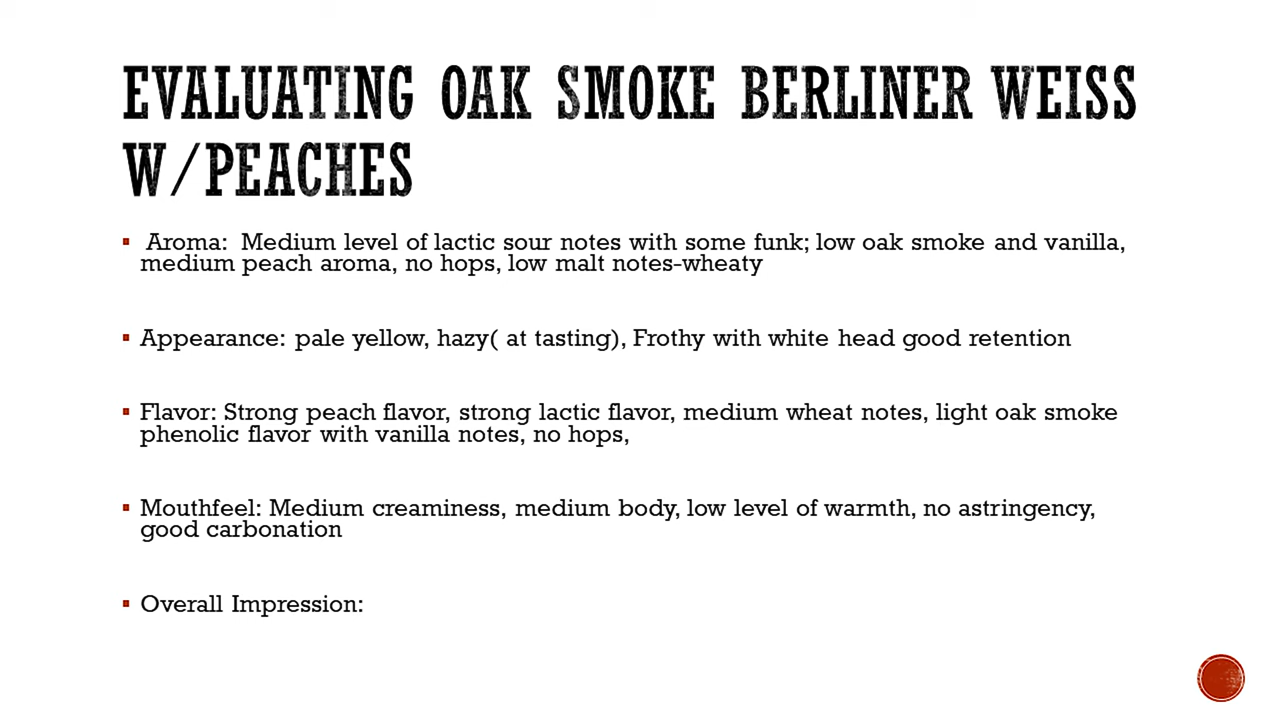 EVALUATING OAK SMOKE BERLINER WEISS
W/PEACHES
▪ Aroma:  Medium level of lactic sour notes with some funk; low oak smoke and vanilla,
medium peach aroma, no hops, low malt notes-wheaty
▪ Appearance: pale yellow, hazy( at tasting), Frothy with white head good retention
▪ Flavor: Strong peach flavor, strong lactic flavor, medium wheat notes, light oak smoke
phenolic flavor with vanilla notes, no hops,
▪ Mouthfeel: Medium creaminess, medium body, low level of warmth, no astringency,
good carbonation
▪ Overall Impression: